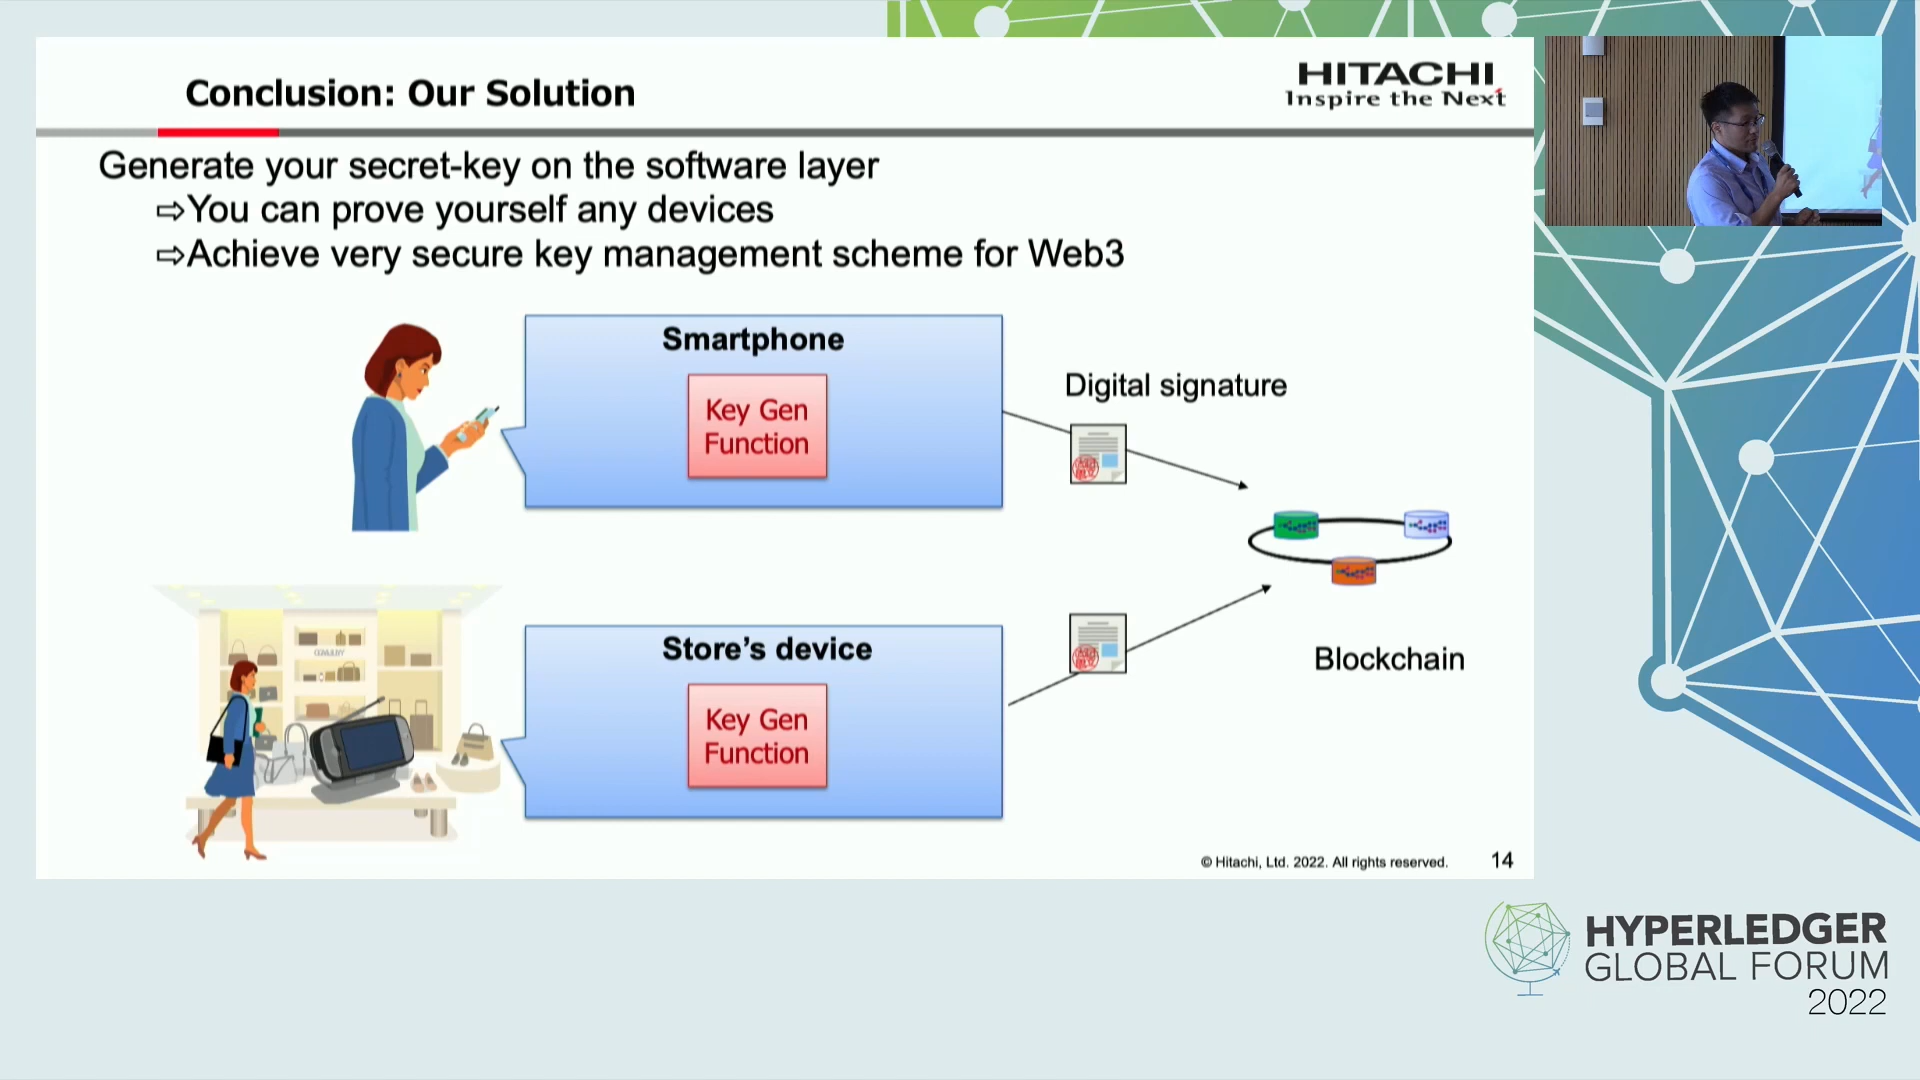 Conclusion: Our Solution
HITACHI
Inspire the Next
Generate your secret-key on the software layer
⇨You can prove yourself any devices
⇨Achieve very secure key management scheme for Web3
Smartphone
Key Gen
Function
Digital signature
Store's device
Key Gen
Function
Blockchain
© Hitachi, Ltd. 2022. All rights reserved.
14
HYPERLEDGER
GLOBAL FORUM
2022